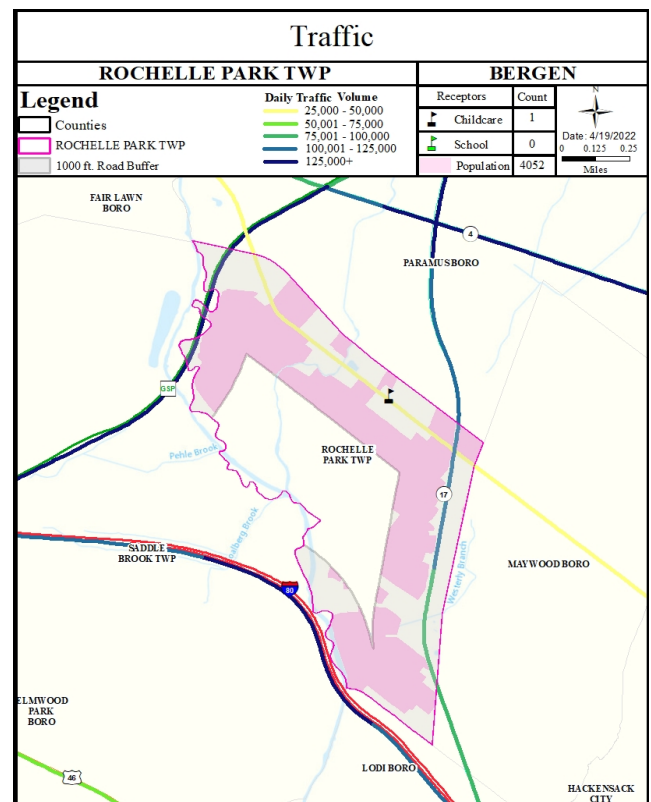 Traffic
ROCHELLE PARK TWP
BERGEN
Legend
Counties
ROCHELLE PARK TWP
1000 ft. Road Buffer
Daily Traffic Volume
25,000 - 50,000
50,001 - 75,000
75,001 - 100,000
100,001 - 125,000
125,000+
Receptors Count
Childcare 1
School 0
Population 4052
N
Date: 4/19/2022
0 0.125 0.25
Miles
FAIR LAWN
BORO
4
PARAMUS BORO
GSP
Pehle Brook
ROCHELLE
PARK TWP
17
Brook
SADDLE
BROOK TWP
80
Westerly Branch
MAYWOOD BORO
ELMWOOD
PARK
BORO
46
LODI BORO
HACKENSACK
CITY